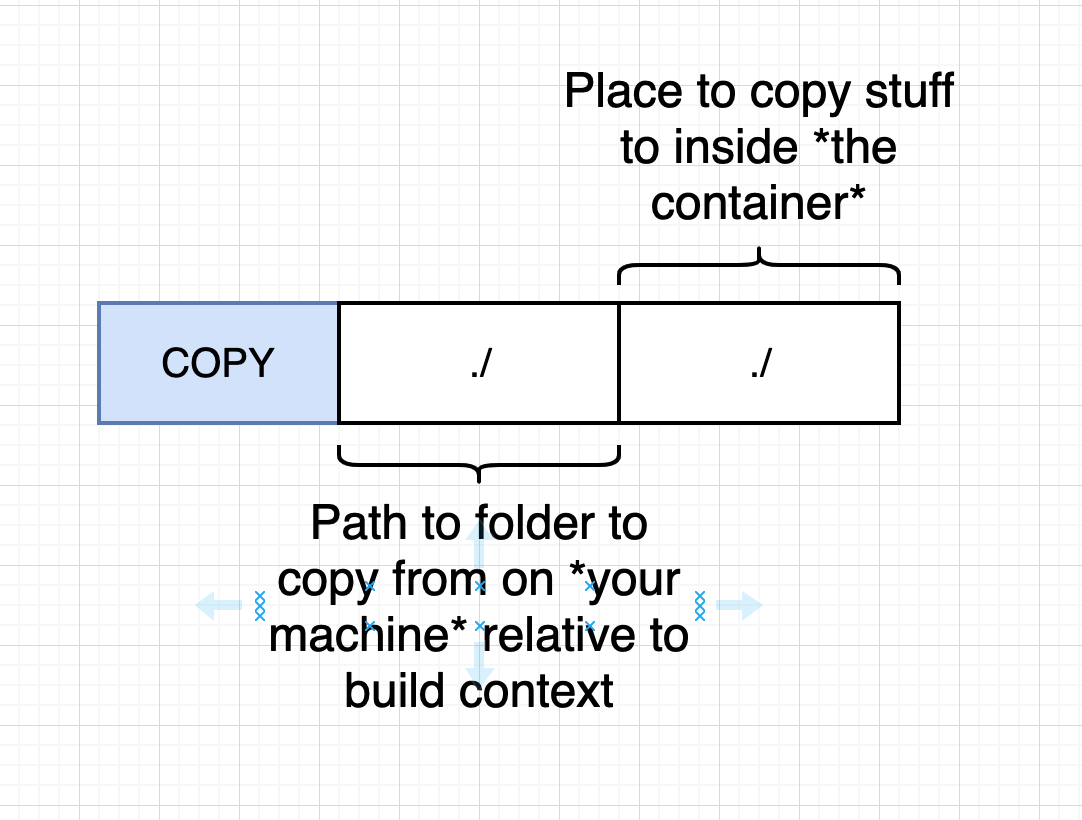 Place to copy stuff
to inside *the
container*
COPY
./
./
Path to folder to
copy from on *your
machine* relative to
build context